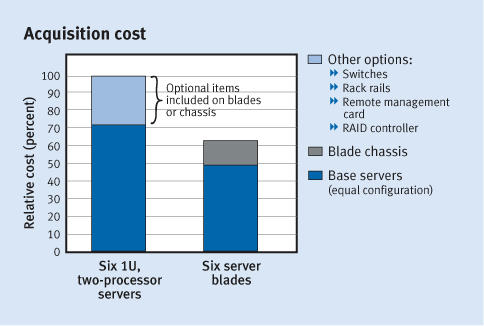 Acquisition cost
Relative cost (percent)
100
90
80
70
60
50
40
30
20
10
0
Optional items
included on blades
or chassis
Six 1U,
two-processor
servers
Six server
blades
Other options:
Switches
Rack rails
Remote management
card
RAID controller
Blade chassis
Base servers
(equal configuration)